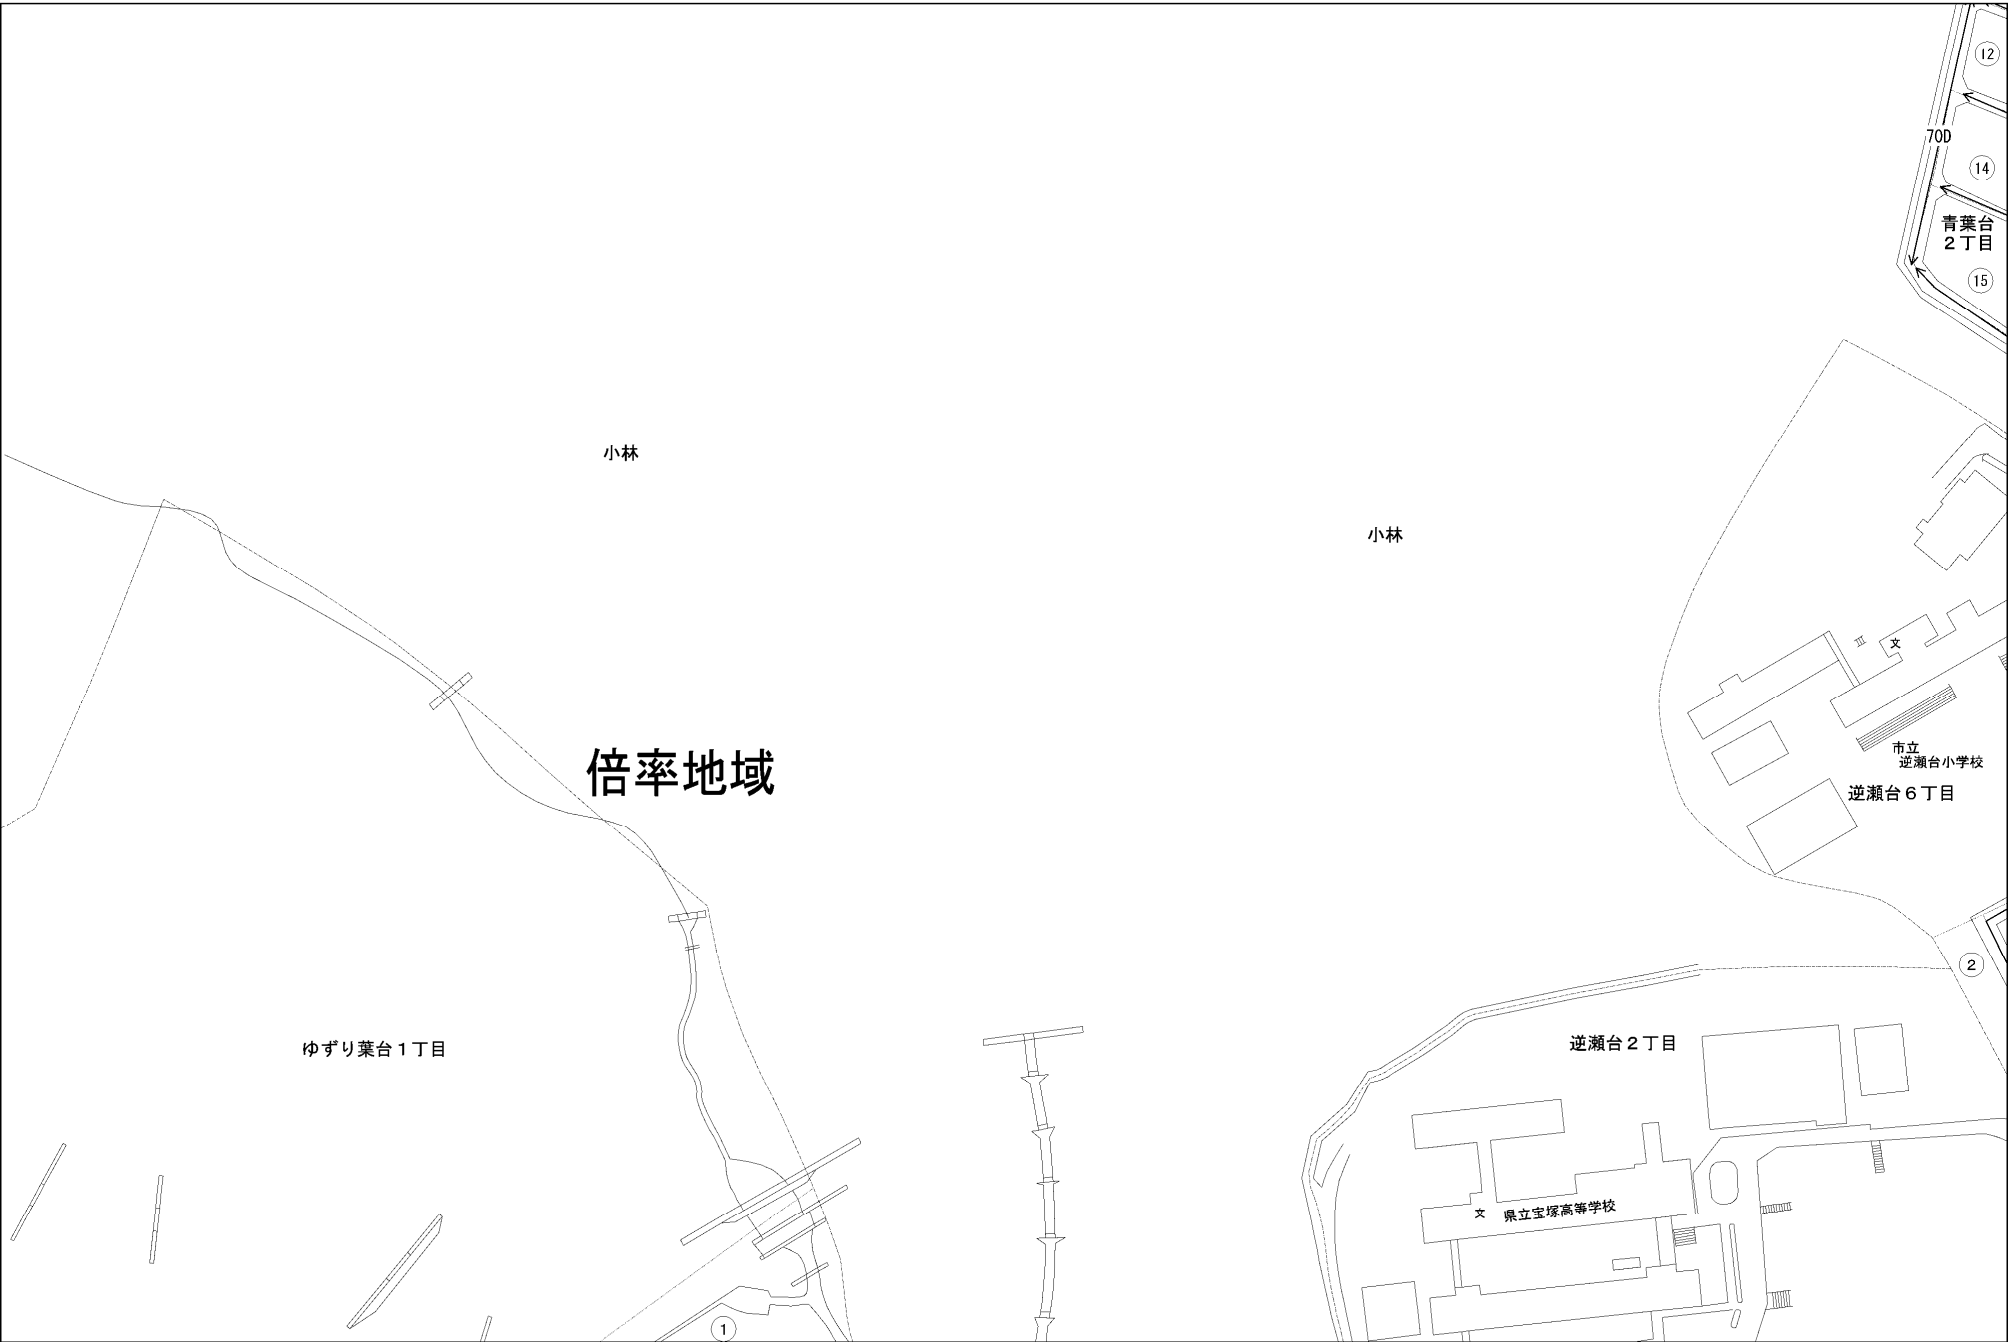 12
70D
14
青葉台
2丁目
15
小林
小林
文
倍率地域
市立
逆瀬台小学校
逆瀬台6丁目
2
ゆずり葉台1丁目
逆瀬台2丁目
文 県立宝塚高等学校
1